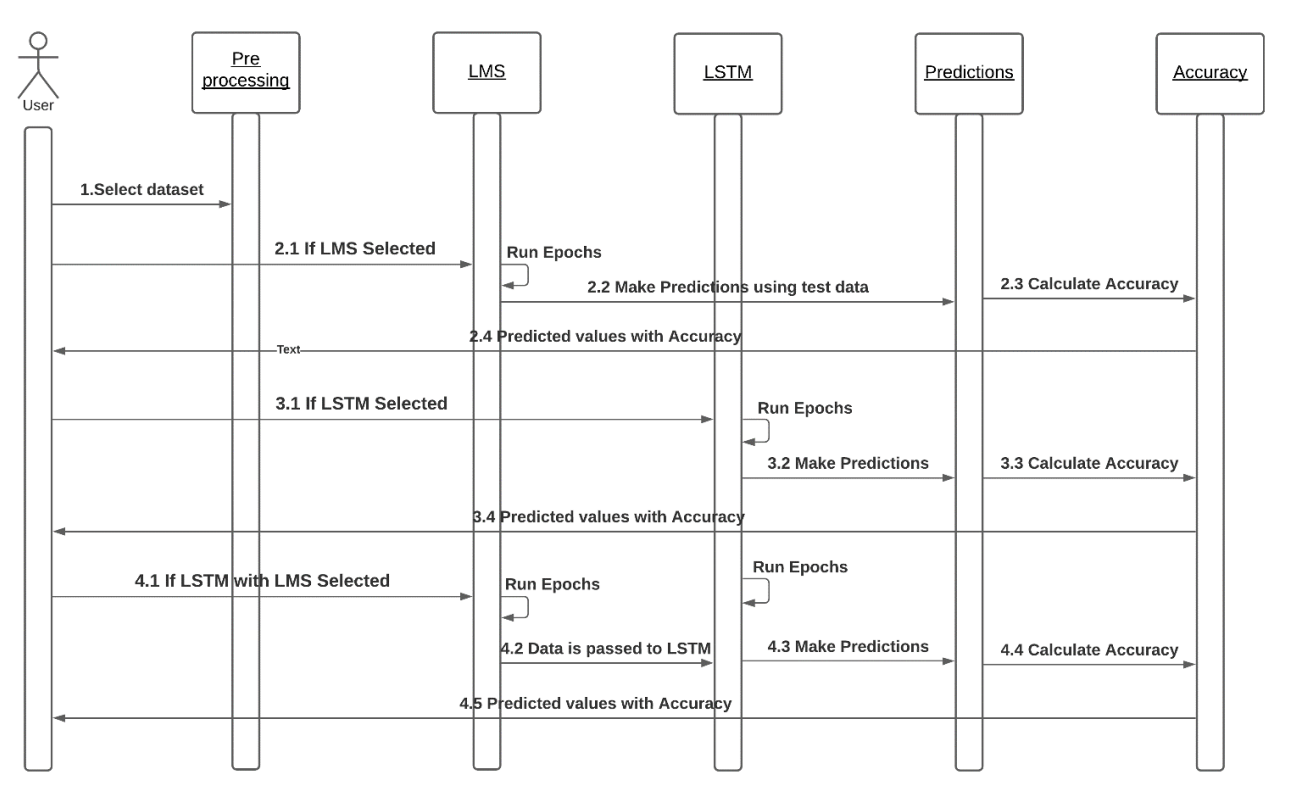 User
Pre
processing
LMS
LSTM
Predictions
Accuracy
1.Select dataset
2.1 If LMS Selected
Run Epochs
2.2 Make Predictions using test data
2.3 Calculate Accuracy
2.4 Predicted values with Accuracy
Text
3.1 If LSTM Selected
Run Epochs
3.2 Make Predictions
3.3 Calculate Accuracy
3.4 Predicted values with Accuracy
4.1 If LSTM with LMS Selected
Run Epochs
Run Epochs
4.2 Data is passed to LSTM
4.3 Make Predictions
4.4 Calculate Accuracy
4.5 Predicted values with Accuracy